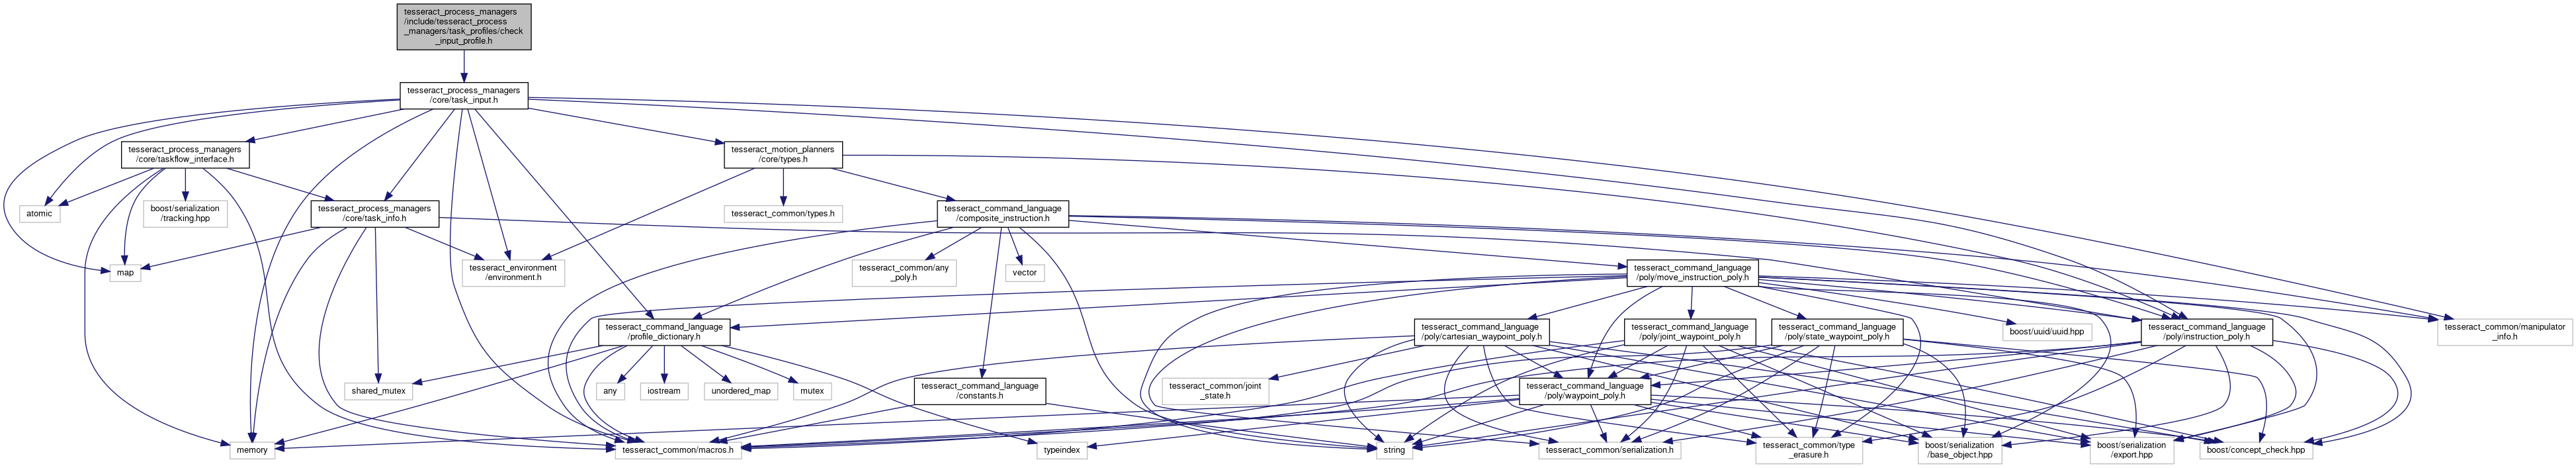 tesseract_process_managers
/include/tesseract_process
_managers/task_profiles/check
_input_profile.h
tesseract_process_managers
/core/task_input.h
tesseract_process_managers
/core/taskflow_interface.h
tesseract_motion_planners
/core/types.h
atomic
boost/serialization
/tracking.hpp
tesseract_process_managers
/core/task_info.h
tesseract_common/types.h
tesseract_command_language
/composite_instruction.h
map
tesseract_environment
/environment.h
tesseract_common/any
_poly.h
vector
tesseract_command_language
/poly/move_instruction_poly.h
tesseract_command_language
/profile_dictionary.h
tesseract_command_language
/poly/cartesian_waypoint_poly.h
tesseract_command_language
/poly/joint_waypoint_poly.h
tesseract_command_language
/poly/state_waypoint_poly.h
boost/uuid/uuid.hpp
tesseract_command_language
/poly/instruction_poly.h
tesseract_common/manipulator
_info.h
shared_mutex
any
iostream
unordered_map
mutex
tesseract_command_language
/constants.h
tesseract_common/joint
_state.h
tesseract_command_language
/poly/waypoint_poly.h
memory
tesseract_common/macros.h
typeindex
string
tesseract_common/serialization.h
tesseract_common/type
_erasure.h
boost/serialization
/base_object.hpp
boost/serialization
/export.hpp
boost/concept_check.hpp